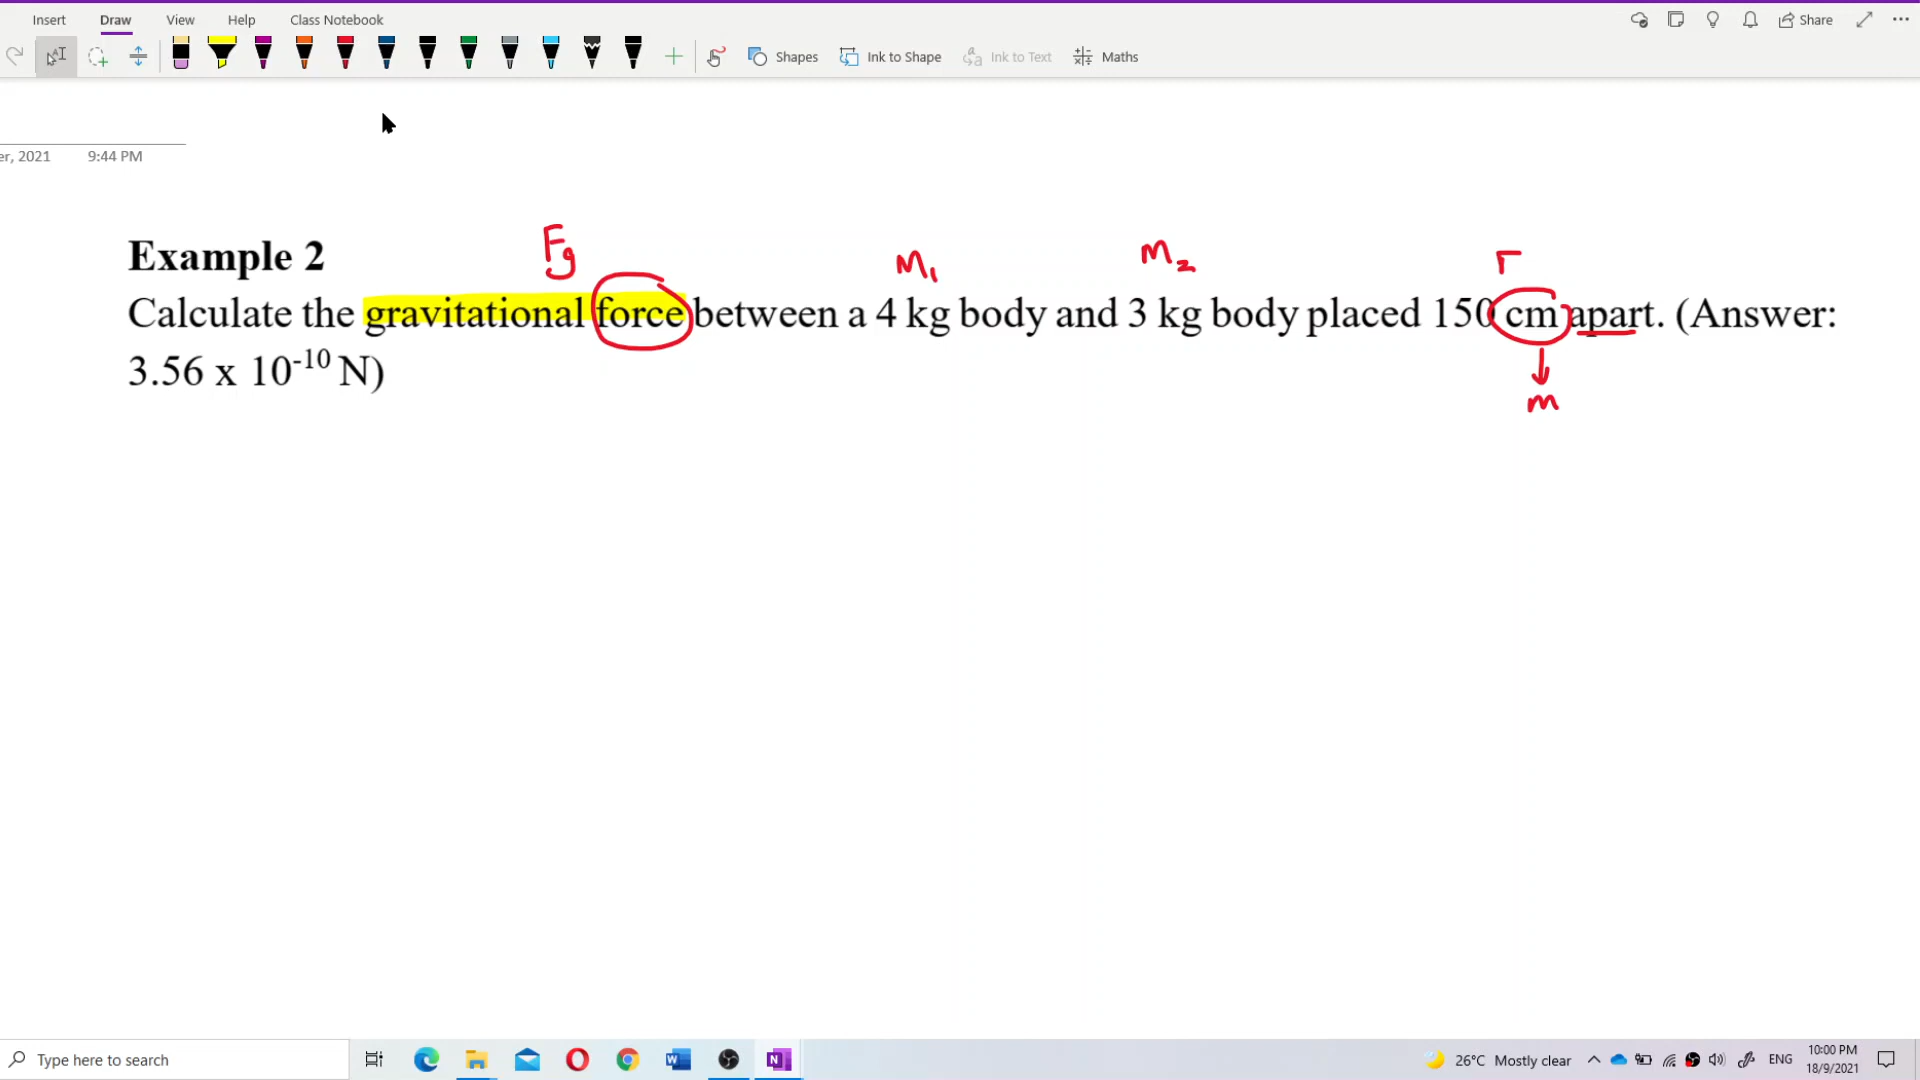 Insert Draw View Help Class Notebook Share
Shapes Ink to Shape Ink to Text Maths
er, 2021 9:44 PM
Fg M1 M2 r
Example 2
Calculate the gravitational force between a 4 kg body and 3 kg body placed 150 cm apart. (Answer:
3.56 x 10-10 N)
m
Type here to search 26°C Mostly clear ENG 10:00 PM
18/9/2021